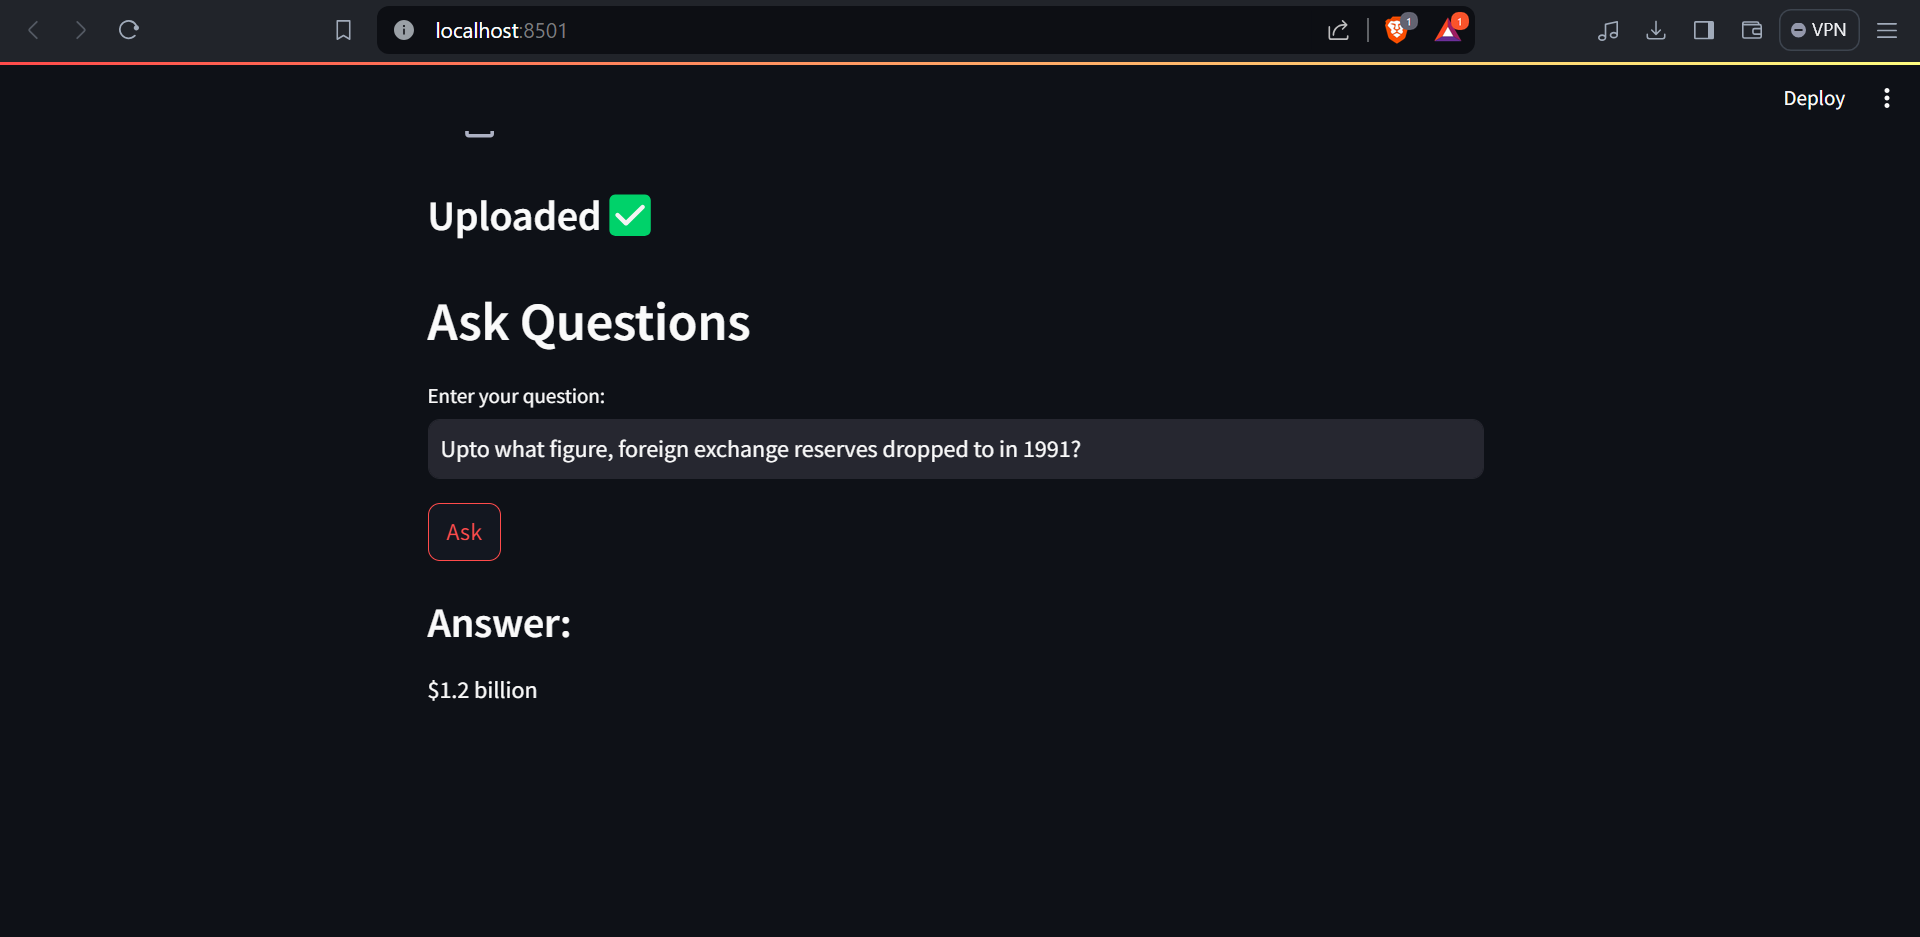 localhost:8501
1
1
VPN
Deploy
Uploaded ✅
Ask Questions
Enter your question:
Upto what figure, foreign exchange reserves dropped to in 1991?
Ask
Answer:
$1.2 billion